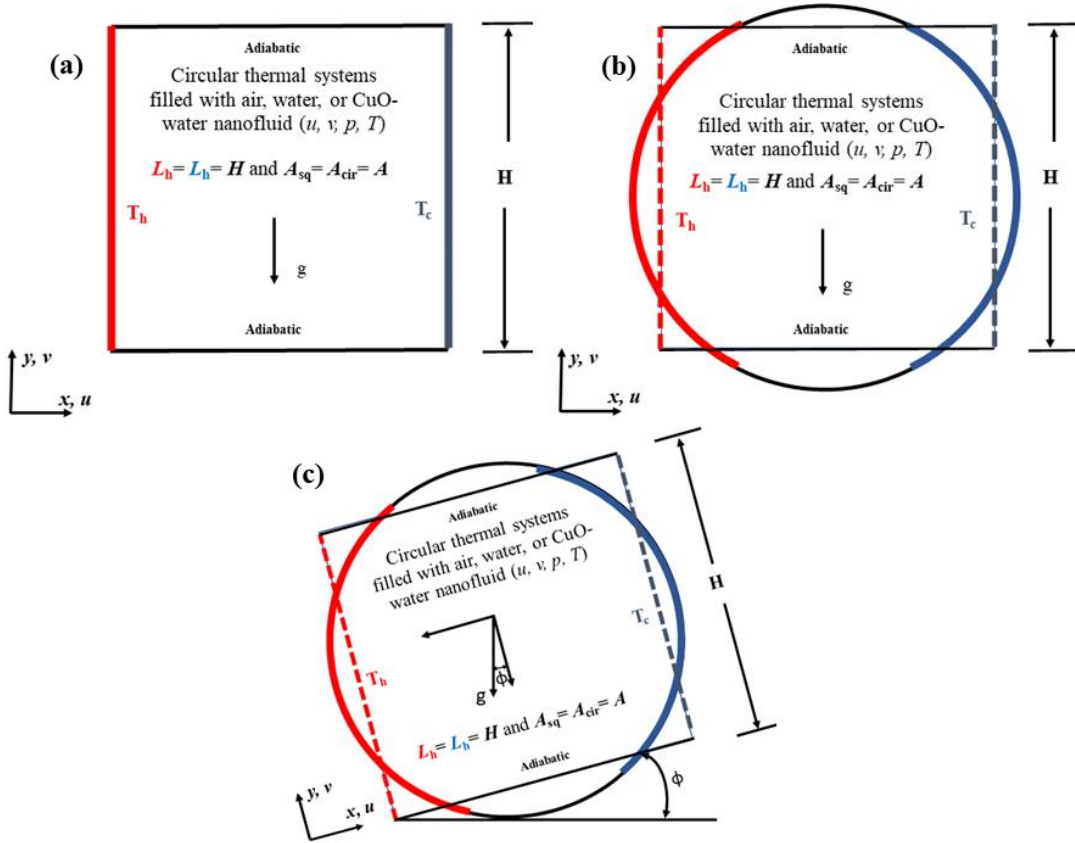 (a)
Adiabatic
Circular thermal systems
filled with air, water, or CuO-
water nanofluid (u, v, p, T)
Lh= Lh= H and Asq= Acir= A
Th
Tc
g
Adiabatic
H
y, v
x, u
(b)
Adiabatic
Circular thermal systems
filled with air, water, or CuO-
water nanofluid (u, v, p, T)
Lh= Lh= H and Asq= Acir= A
Th
Tc
g
Adiabatic
H
y, v
x, u
(c)
Adiabatic
Circular thermal systems
filled with air, water, or CuO-
water nanofluid (u, v, p, T)
Tc
H
Th
ϕ
g
Lh= Lh= H and Asq= Acir= A
Adiabatic
ϕ
y, v
x, u